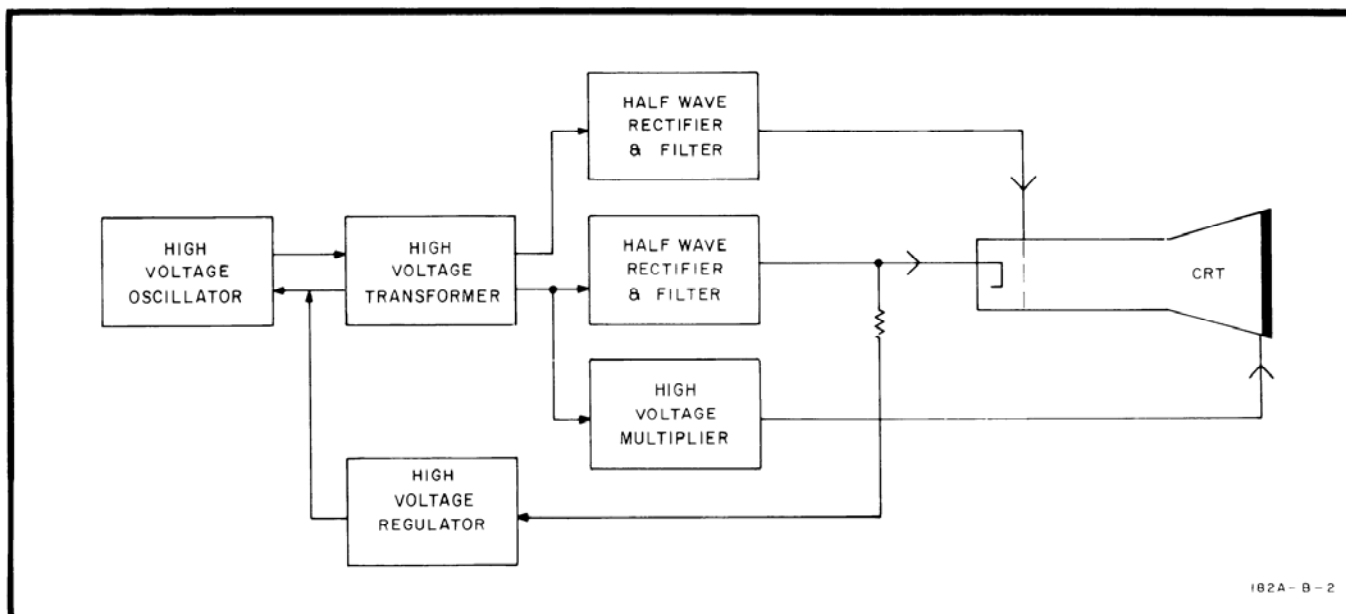 HALF WAVE
RECTIFIER
& FILTER
HIGH
VOLTAGE
OSCILLATOR
HIGH
VOLTAGE
TRANSFORMER
HALF WAVE
RECTIFIER
& FILTER
CRT
HIGH
VOLTAGE
MULTIPLIER
HIGH
VOLTAGE
REGULATOR
182A-B-2